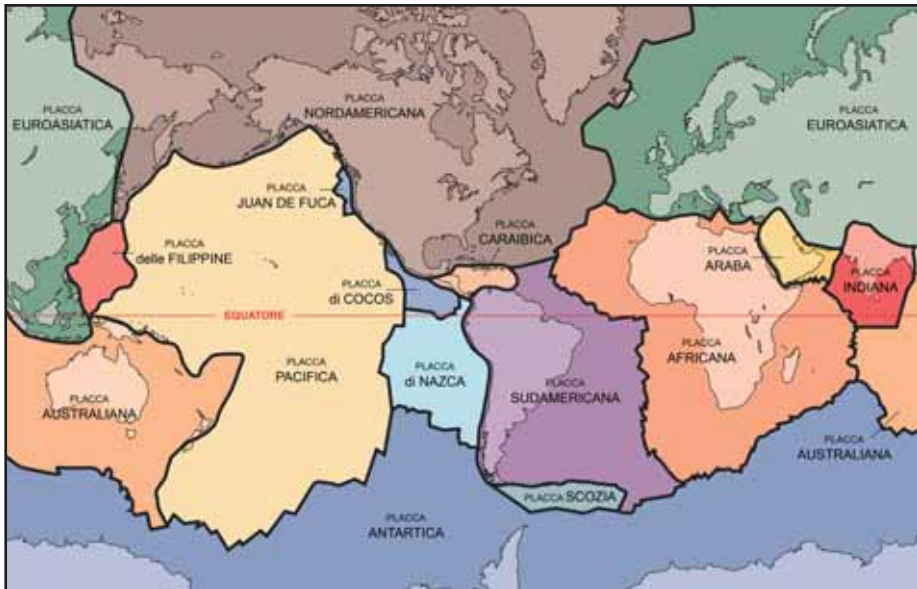 PLACCA
EUROASIATICA
PLACCA
NORDAMERICANA
PLACCA
EUROASIATICA
PLACCA
JUAN DE FUCA
PLACCA
CARAIBICA
PLACCA
delle FILIPPINE
PLACCA
ARABA
PLACCA
INDIANA
PLACCA
di COCOS
EQUATORE
PLACCA
AFRICANA
PLACCA
PACIFICA
PLACCA
di NAZCA
PLACCA
SUDAMERICANA
PLACCA
AUSTRALIANA
PLACCA
AUSTRALIANA
PLACCA SCOZIA
PLACCA
ANTARTICA